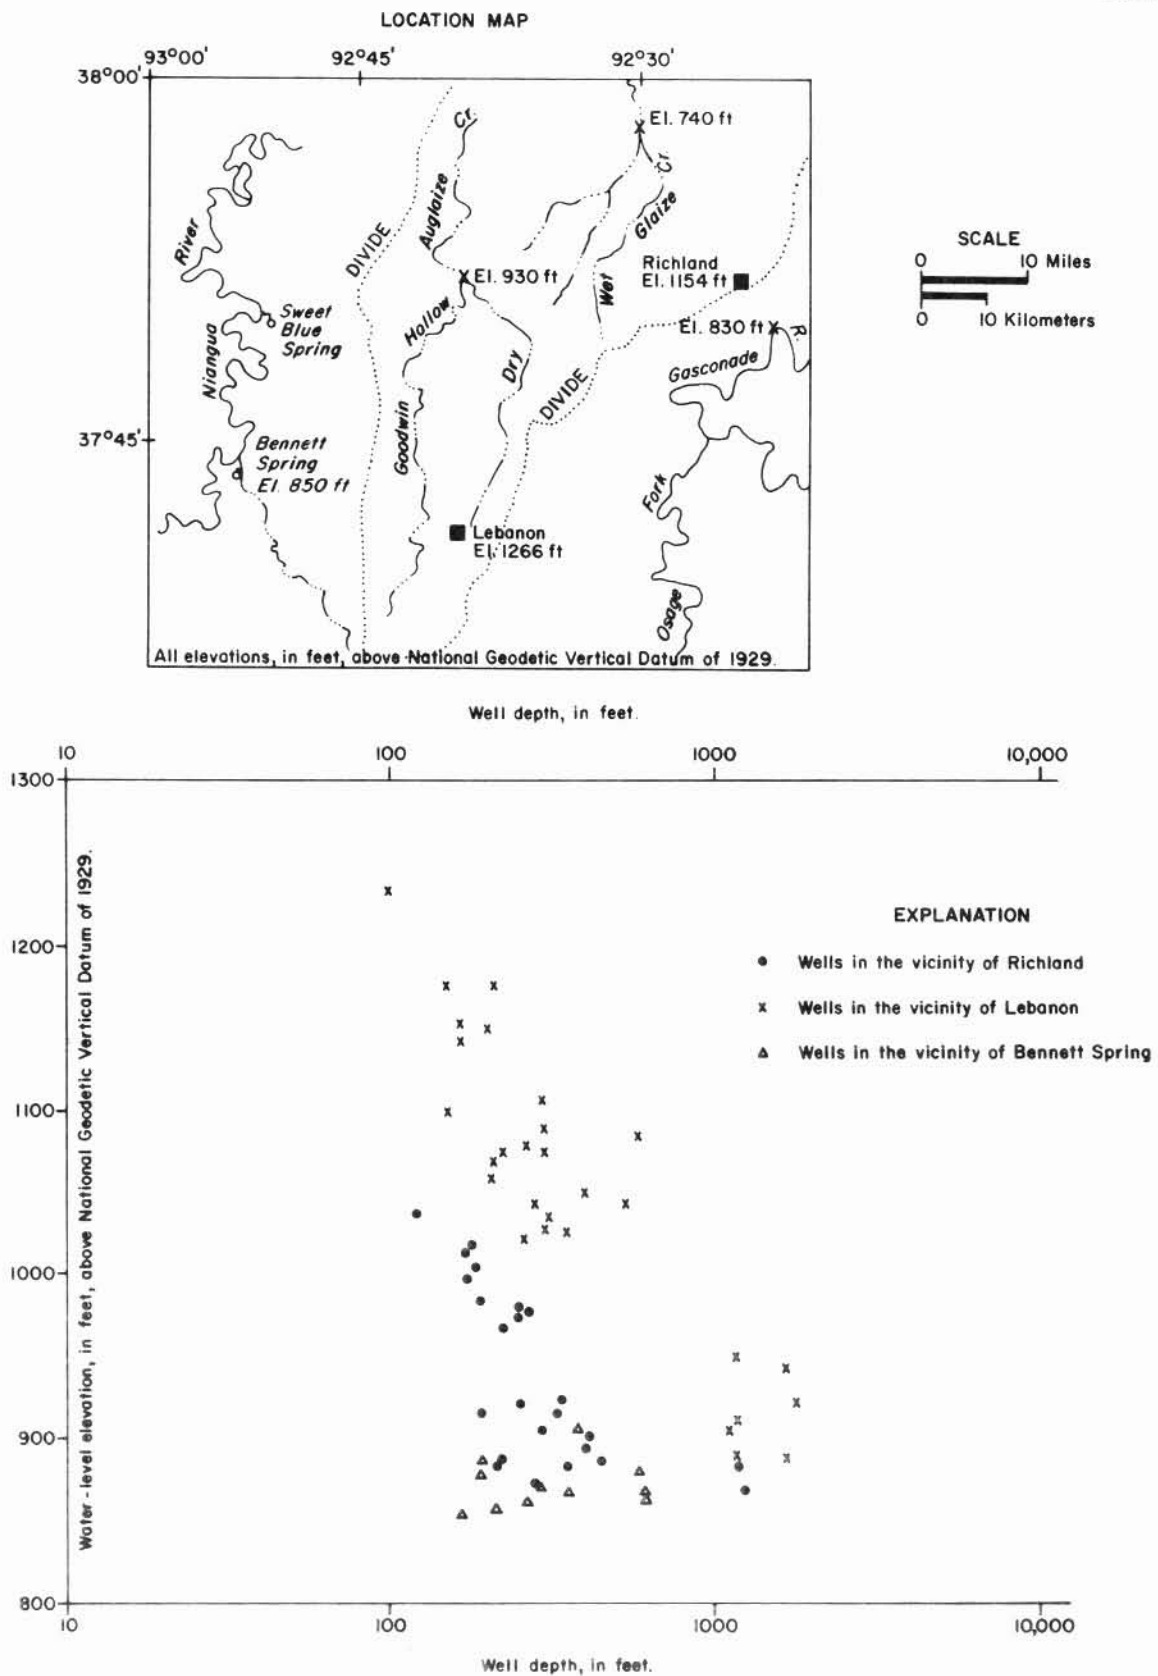 LOCATION MAP
93°00' 92°45' 92°30'
38°00'
El. 740 ft
Cr.
Cr.
Auglaize
Glaize
River
DIVIDE
SCALE
0 10 Miles
0 10 Kilometers
Richland
El. 1154 ft
El. 930 ft
Wet
Hollow
Sweet
Blue
Spring
El. 830 ft
R.
Niangua
Dry
Gasconade
DIVIDE
37°45'
Goodwin
Bennett
Spring
El. 850 ft
Fork
Lebanon
El. 1266 ft
Osage
All elevations, in feet, above National Geodetic Vertical Datum of 1929.
Well depth, in feet.
10 100 1000 10,000
1300
1200
1100
1000
900
800
Water-level elevation, in feet, above National Geodetic Vertical Datum of 1929.
EXPLANATION
Wells in the vicinity of Richland
Wells in the vicinity of Lebanon
Wells in the vicinity of Bennett Spring
10 100 1000 10,000
Well depth, in feet.